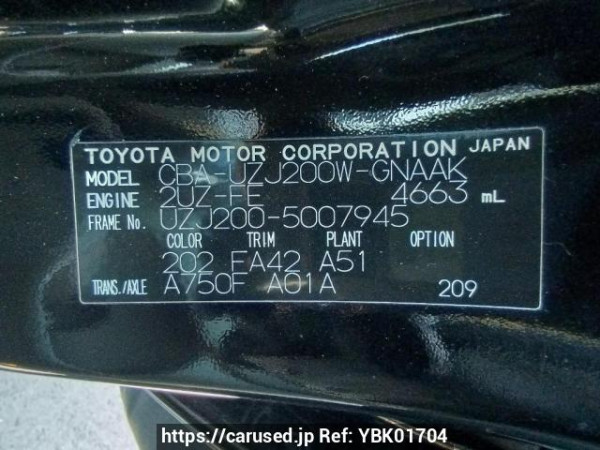 TOYOTA MOTOR CORPORATION JAPAN
MODEL CBA-UZJ200W-GNAAK
ENGINE 2UZ-FE 4663 mL
FRAME No. UZJ200-5007945
COLOR TRIM PLANT OPTION
202 FA42 A51
TRANS./AXLE A750F A01A 209
https://carused.jp Ref: YBK01704